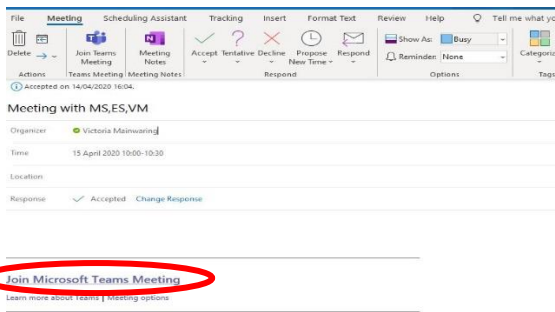 File Meeting Scheduling Assistant Tracking Insert Format Text Review Help Tell me what yo
Delete Join Teams Meeting Meeting Notes Accept Tentative Decline Propose New Time Respond Show As: Busy Reminder: None Categoriz
Actions Teams Meeting Meeting Notes Respond Options Tags
Accepted on 14/04/2020 16:04.
Meeting with MS,ES,VM
Organizer Victoria Mainwaring
Time 15 April 2020 10:00-10:30
Location
Response Accepted Change Response
Join Microsoft Teams Meeting
Learn more about Teams | Meeting options